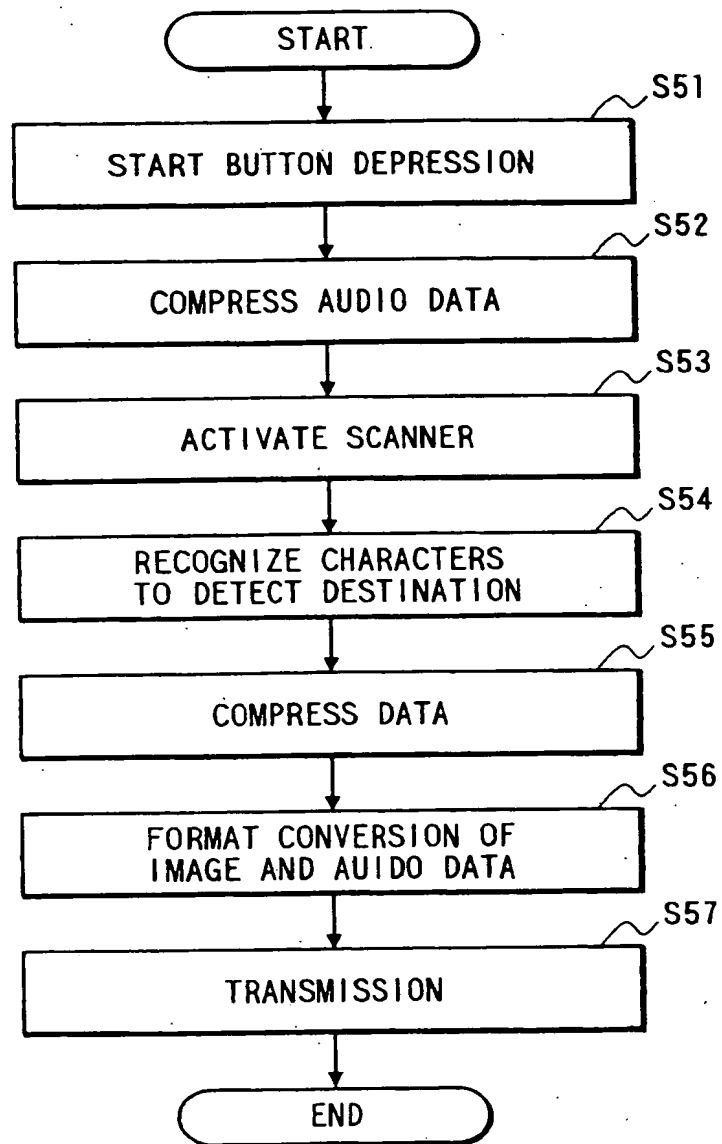 START
S51
START BUTTON DEPRESSION
S52
COMPRESS AUDIO DATA
S53
ACTIVATE SCANNER
S54
RECOGNIZE CHARACTERS
TO DETECT DESTINATION
S55
COMPRESS DATA
S56
FORMAT CONVERSION OF
IMAGE AND AUIDO DATA
S57
TRANSMISSION
END